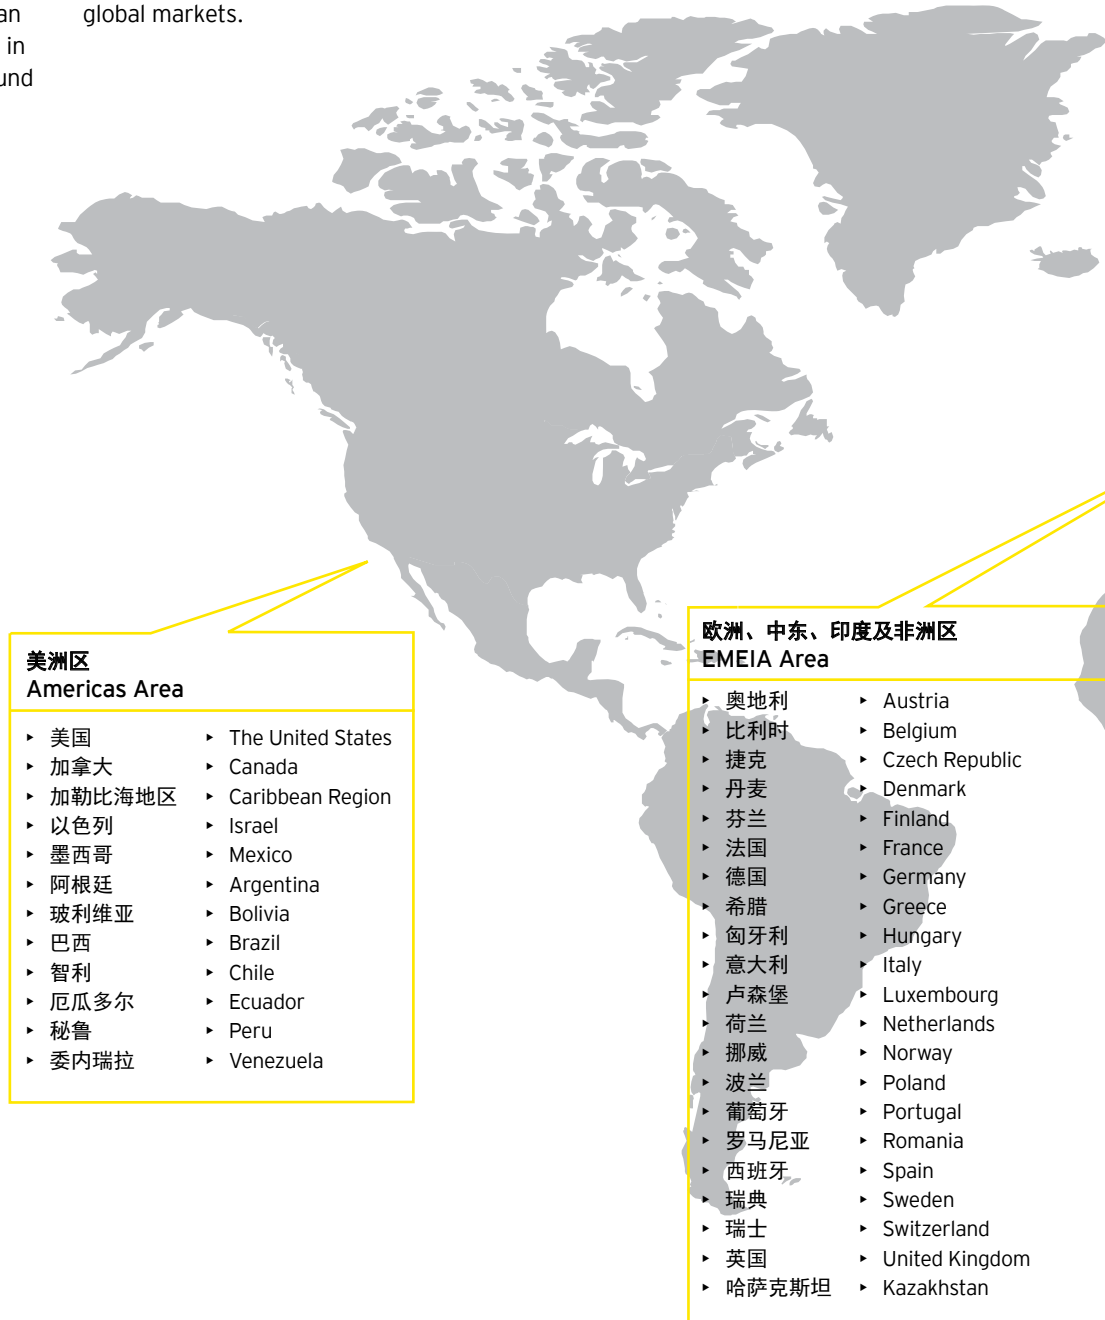 an
in
und
global markets.
美洲区
Americas Area
▸ 美国 ▸ The United States
▸ 加拿大 ▸ Canada
▸ 加勒比海地区 ▸ Caribbean Region
▸ 以色列 ▸ Israel
▸ 墨西哥 ▸ Mexico
▸ 阿根廷 ▸ Argentina
▸ 玻利维亚 ▸ Bolivia
▸ 巴西 ▸ Brazil
▸ 智利 ▸ Chile
▸ 厄瓜多尔 ▸ Ecuador
▸ 秘鲁 ▸ Peru
▸ 委内瑞拉 ▸ Venezuela
欧洲、中东、印度及非洲区
EMEIA Area
▸ 奥地利 ▸ Austria
▸ 比利时 ▸ Belgium
▸ 捷克 ▸ Czech Republic
▸ 丹麦 ▸ Denmark
▸ 芬兰 ▸ Finland
▸ 法国 ▸ France
▸ 德国 ▸ Germany
▸ 希腊 ▸ Greece
▸ 匈牙利 ▸ Hungary
▸ 意大利 ▸ Italy
▸ 卢森堡 ▸ Luxembourg
▸ 荷兰 ▸ Netherlands
▸ 挪威 ▸ Norway
▸ 波兰 ▸ Poland
▸ 葡萄牙 ▸ Portugal
▸ 罗马尼亚 ▸ Romania
▸ 西班牙 ▸ Spain
▸ 瑞典 ▸ Sweden
▸ 瑞士 ▸ Switzerland
▸ 英国 ▸ United Kingdom
▸ 哈萨克斯坦 ▸ Kazakhstan